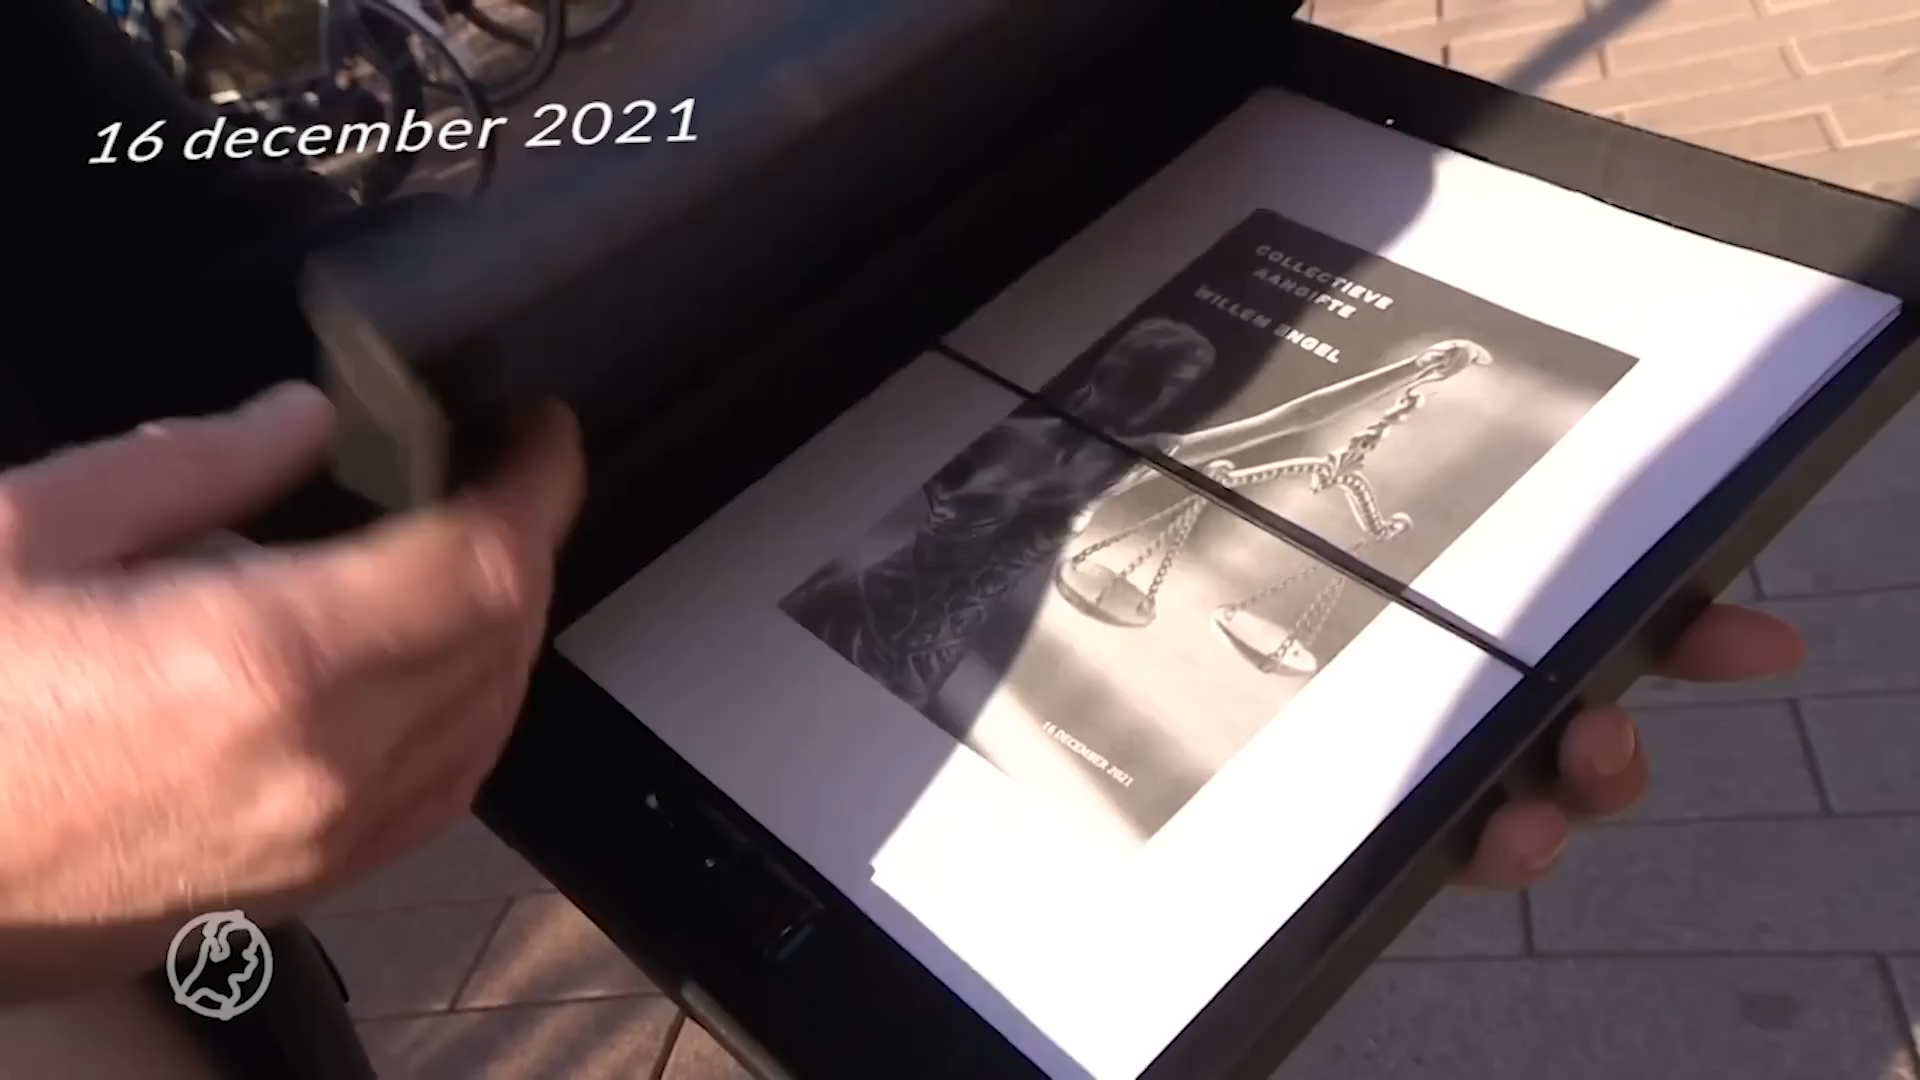 16 december 2021
COLLECTIEVE
AANGIFTE
WILLEM ENGEL
16 DECEMBER 2021